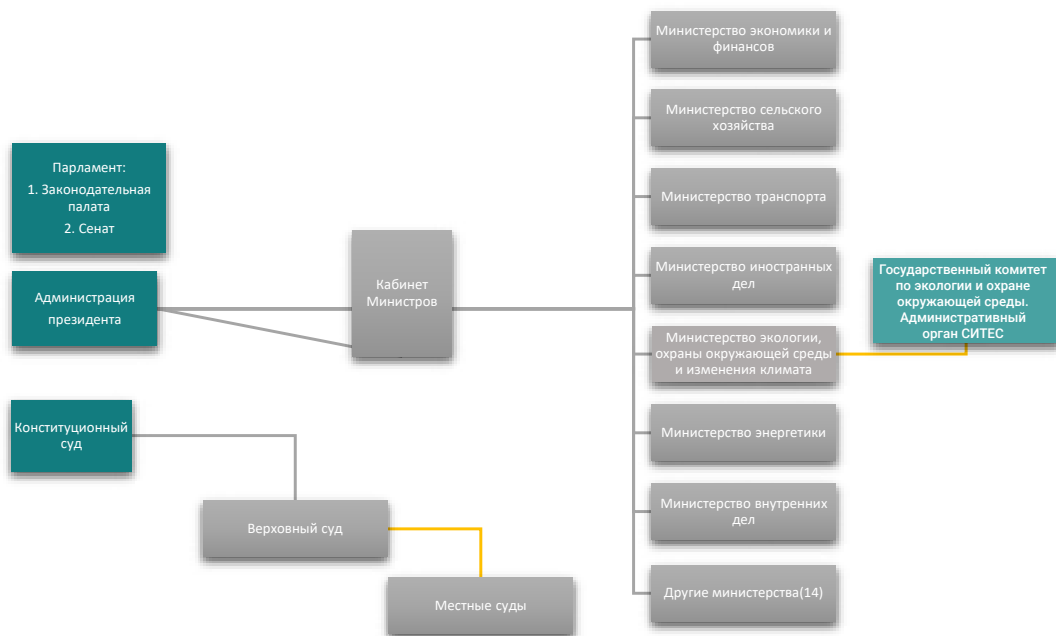 Парламент:
1. Законодательная
палата
2. Сенат
Администрация
президента
Конституционный
суд
Верховный суд
Местные суды
Кабинет
Министров
Министерство экономики и
финансов
Министерство сельского
хозяйства
Министерство транспорта
Министерство иностранных
дел
Министерство экологии,
охраны окружающей среды
и изменения климата
Министерство энергетики
Министерство внутренних
дел
Другие министерства(14)
Государственный комитет
по экологии и охране
окружающей среды.
Административный
орган СИТЕС